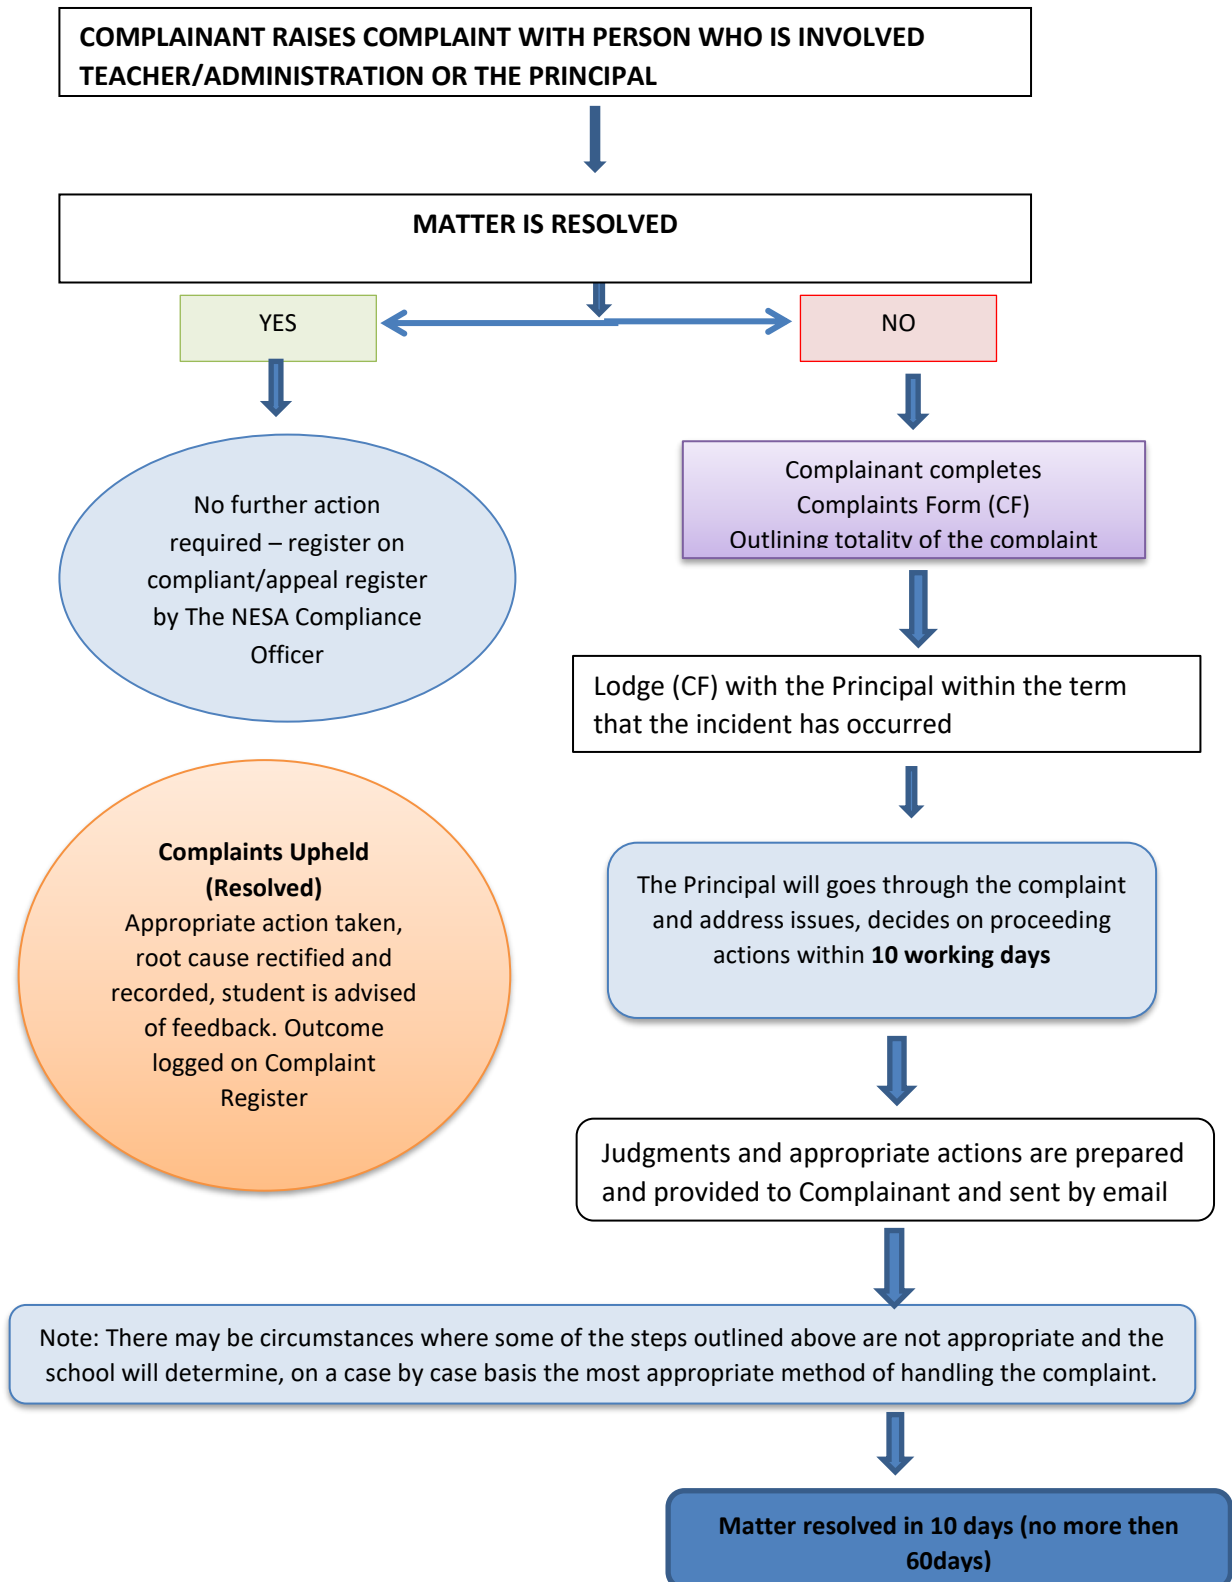 COMPLAINANT RAISES COMPLAINT WITH PERSON WHO IS INVOLVED
TEACHER/ADMINISTRATION OR THE PRINCIPAL
MATTER IS RESOLVED
YES
NO
No further action
required – register on
compliant/appeal register
by The NESA Compliance
Officer
Complainant completes
Complaints Form (CF)
Outlining totality of the complaint
Lodge (CF) with the Principal within the term
that the incident has occurred
Complaints Upheld
(Resolved)
Appropriate action taken,
root cause rectified and
recorded, student is advised
of feedback. Outcome
logged on Complaint
Register
The Principal will goes through the complaint
and address issues, decides on proceeding
actions within 10 working days
Judgments and appropriate actions are prepared
and provided to Complainant and sent by email
Note: There may be circumstances where some of the steps outlined above are not appropriate and the
school will determine, on a case by case basis the most appropriate method of handling the complaint.
Matter resolved in 10 days (no more then
60days)